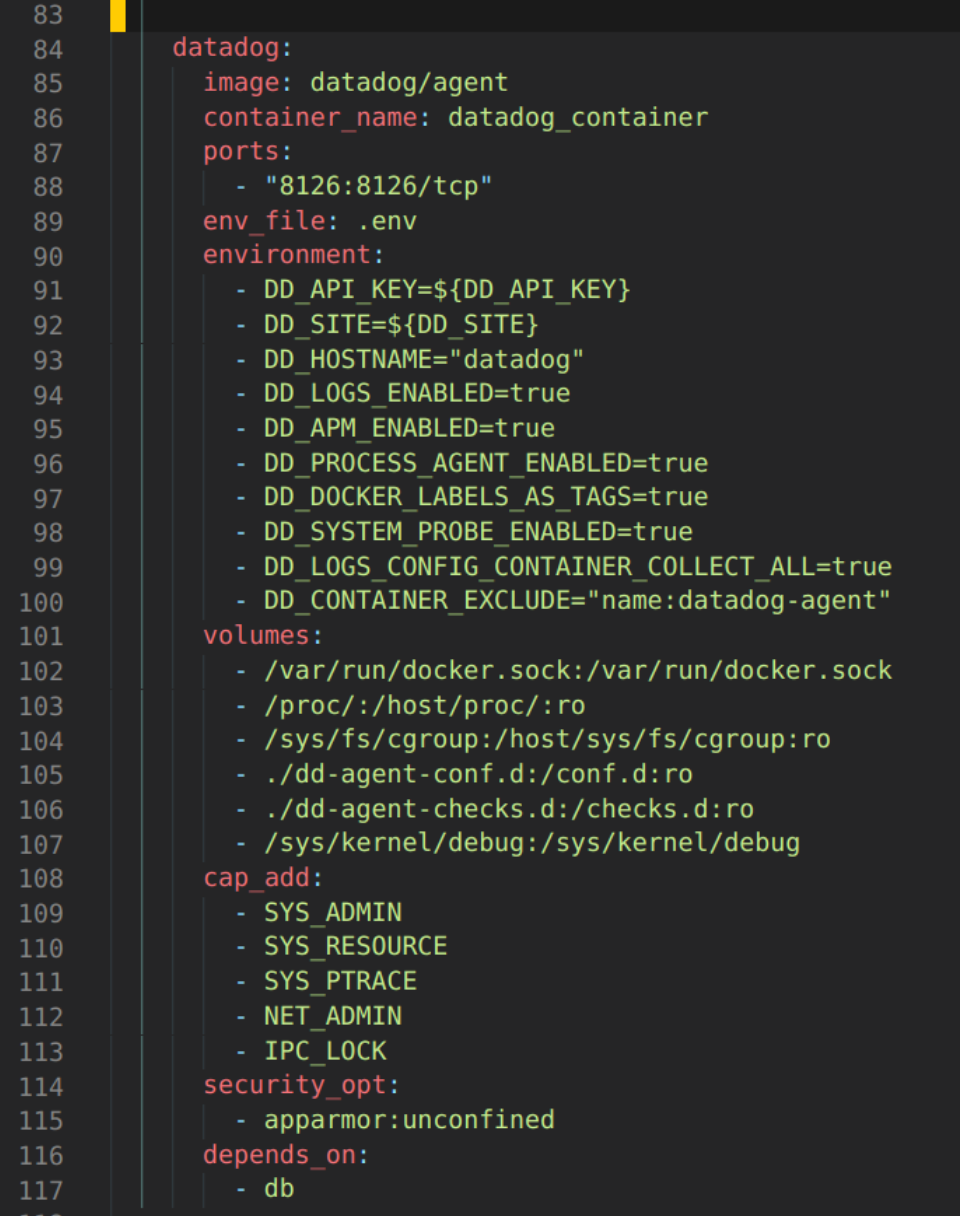 83
84 datadog:
85 image: datadog/agent
86 container_name: datadog_container
87 ports:
88 - "8126:8126/tcp"
89 env_file: .env
90 environment:
91 - DD_API_KEY=${DD_API_KEY}
92 - DD_SITE=${DD_SITE}
93 - DD_HOSTNAME="datadog"
94 - DD_LOGS_ENABLED=true
95 - DD_APM_ENABLED=true
96 - DD_PROCESS_AGENT_ENABLED=true
97 - DD_DOCKER_LABELS_AS_TAGS=true
98 - DD_SYSTEM_PROBE_ENABLED=true
99 - DD_LOGS_CONFIG_CONTAINER_COLLECT_ALL=true
100 - DD_CONTAINER_EXCLUDE="name:datadog-agent"
101 volumes:
102 - /var/run/docker.sock:/var/run/docker.sock
103 - /proc/:/host/proc/:ro
104 - /sys/fs/cgroup:/host/sys/fs/cgroup:ro
105 - ./dd-agent-conf.d:/conf.d:ro
106 - ./dd-agent-checks.d:/checks.d:ro
107 - /sys/kernel/debug:/sys/kernel/debug
108 cap_add:
109 - SYS_ADMIN
110 - SYS_RESOURCE
111 - SYS_PTRACE
112 - NET_ADMIN
113 - IPC_LOCK
114 security_opt:
115 - apparmor:unconfined
116 depends_on:
117 - db